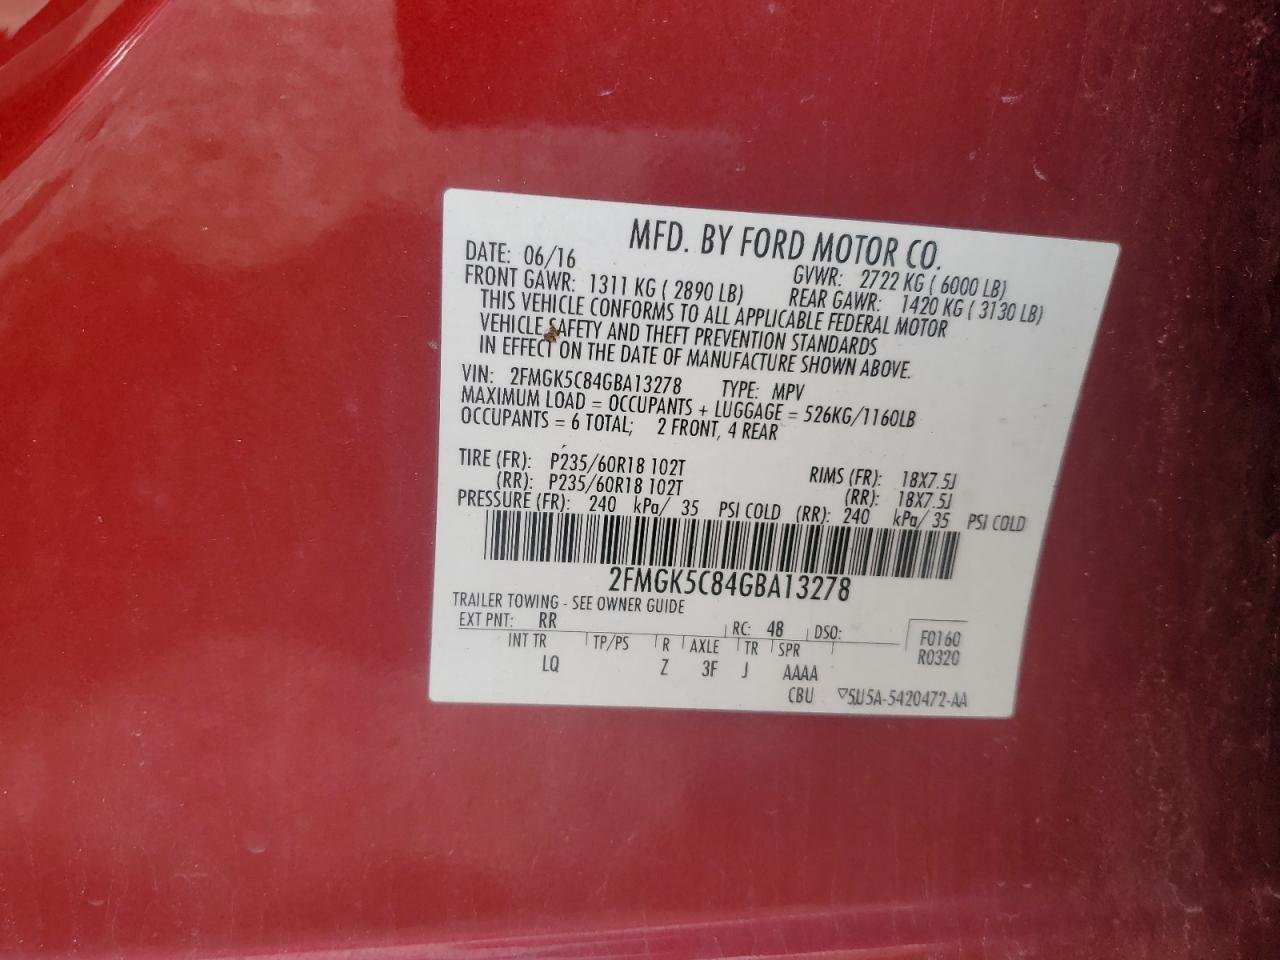 MFD. BY FORD MOTOR CO.
DATE: 06/16 GVWR: 2722 KG ( 6000 LB)
FRONT GAWR: 1311 KG ( 2890 LB) REAR GAWR: 1420 KG ( 3130 LB)
THIS VEHICLE CONFORMS TO ALL APPLICABLE FEDERAL MOTOR
VEHICLE SAFETY AND THEFT PREVENTION STANDARDS
IN EFFECT ON THE DATE OF MANUFACTURE SHOWN ABOVE.
VIN: 2FMGK5C84GBA13278 TYPE: MPV
MAXIMUM LOAD = OCCUPANTS + LUGGAGE = 526KG/1160LB
OCCUPANTS = 6 TOTAL; 2 FRONT, 4 REAR
TIRE (FR): P235/60R18 102T RIMS (FR): 18X7.5J
(RR): P235/60R18 102T (RR): 18X7.5J
PRESSURE (FR): 240 kPa/ 35 PSI COLD (RR): 240 kPa/ 35 PSI COLD
2FMGK5C84GBA13278
TRAILER TOWING - SEE OWNER GUIDE
EXT PNT: RR RC: 48 DSO: F0160
INT TR TP/PS R AXLE TR SPR R0320
LQ Z 3F J AAAA
CBU ▽5U5A-5420472-AA